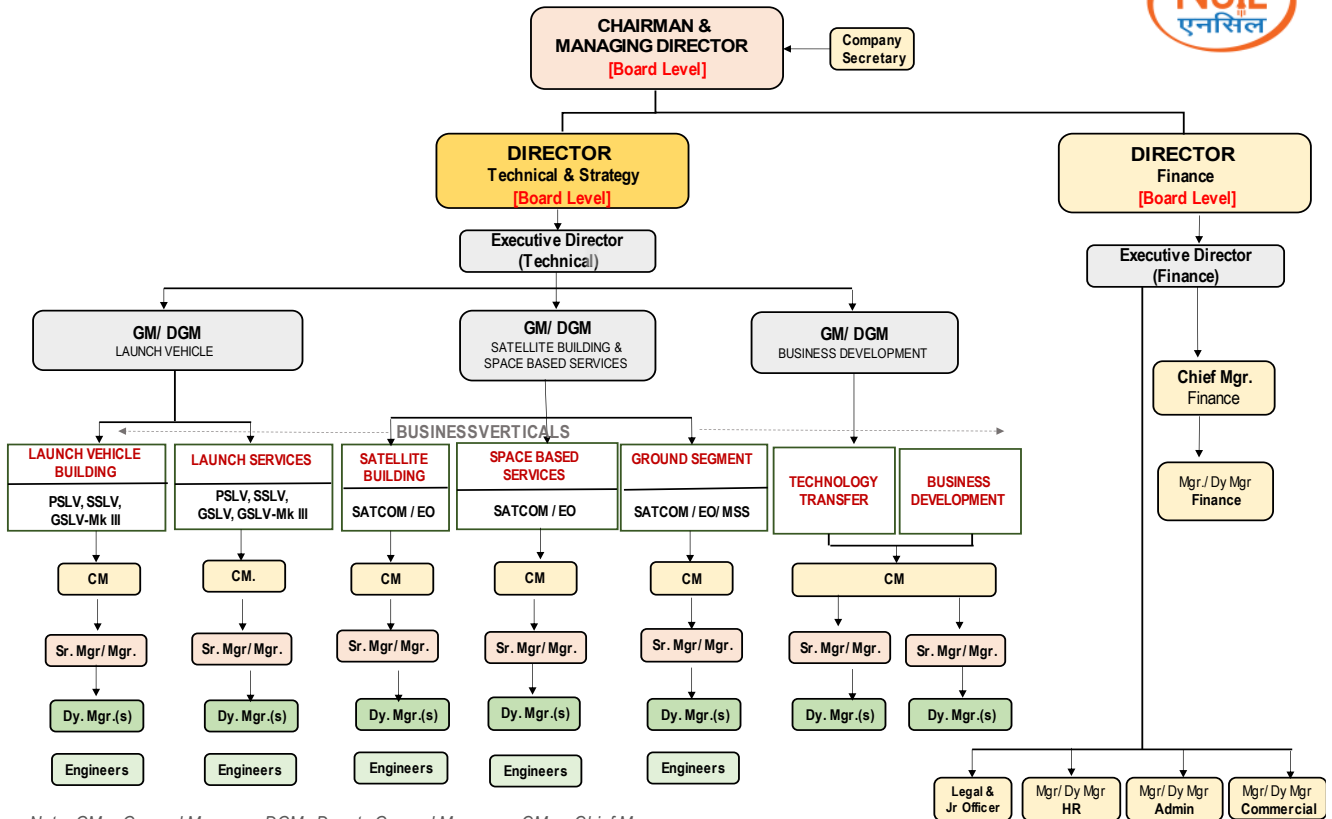 एनसिल
CHAIRMAN &
MANAGING DIRECTOR
[Board Level]
Company
Secretary
DIRECTOR
Technical & Strategy
[Board Level]
DIRECTOR
Finance
[Board Level]
Executive Director
(Technical)
Executive Director
(Finance)
GM/ DGM
LAUNCH VEHICLE
GM/ DGM
SATELLITE BUILDING &
SPACE BASED SERVICES
GM/ DGM
BUSINESS DEVELOPMENT
Chief Mgr.
Finance
Mgr./ Dy Mgr
Finance
BUSINESSVERTICALS
LAUNCH VEHICLE
BUILDING
PSLV, SSLV,
GSLV-Mk III
LAUNCH SERVICES
PSLV, SSLV,
GSLV, GSLV-Mk III
SATELLITE
BUILDING
SATCOM / EO
SPACE BASED
SERVICES
SATCOM / EO
GROUND SEGMENT
SATCOM / EO/ MSS
TECHNOLOGY
TRANSFER
BUSINESS
DEVELOPMENT
CM
CM.
CM
CM
CM
CM
Sr. Mgr/ Mgr.
Sr. Mgr/ Mgr.
Sr. Mgr/ Mgr.
Sr. Mgr/ Mgr.
Sr. Mgr/ Mgr.
Sr. Mgr/ Mgr.
Sr. Mgr/ Mgr.
Dy. Mgr.(s)
Dy. Mgr.(s)
Dy. Mgr.(s)
Dy. Mgr.(s)
Dy. Mgr.(s)
Dy. Mgr.(s)
Dy. Mgr.(s)
Engineers
Engineers
Engineers
Engineers
Engineers
Legal &
Jr Officer
Mgr/ Dy Mgr
HR
Mgr/ Dy Mgr
Admin
Mgr/ Dy Mgr
Commercial